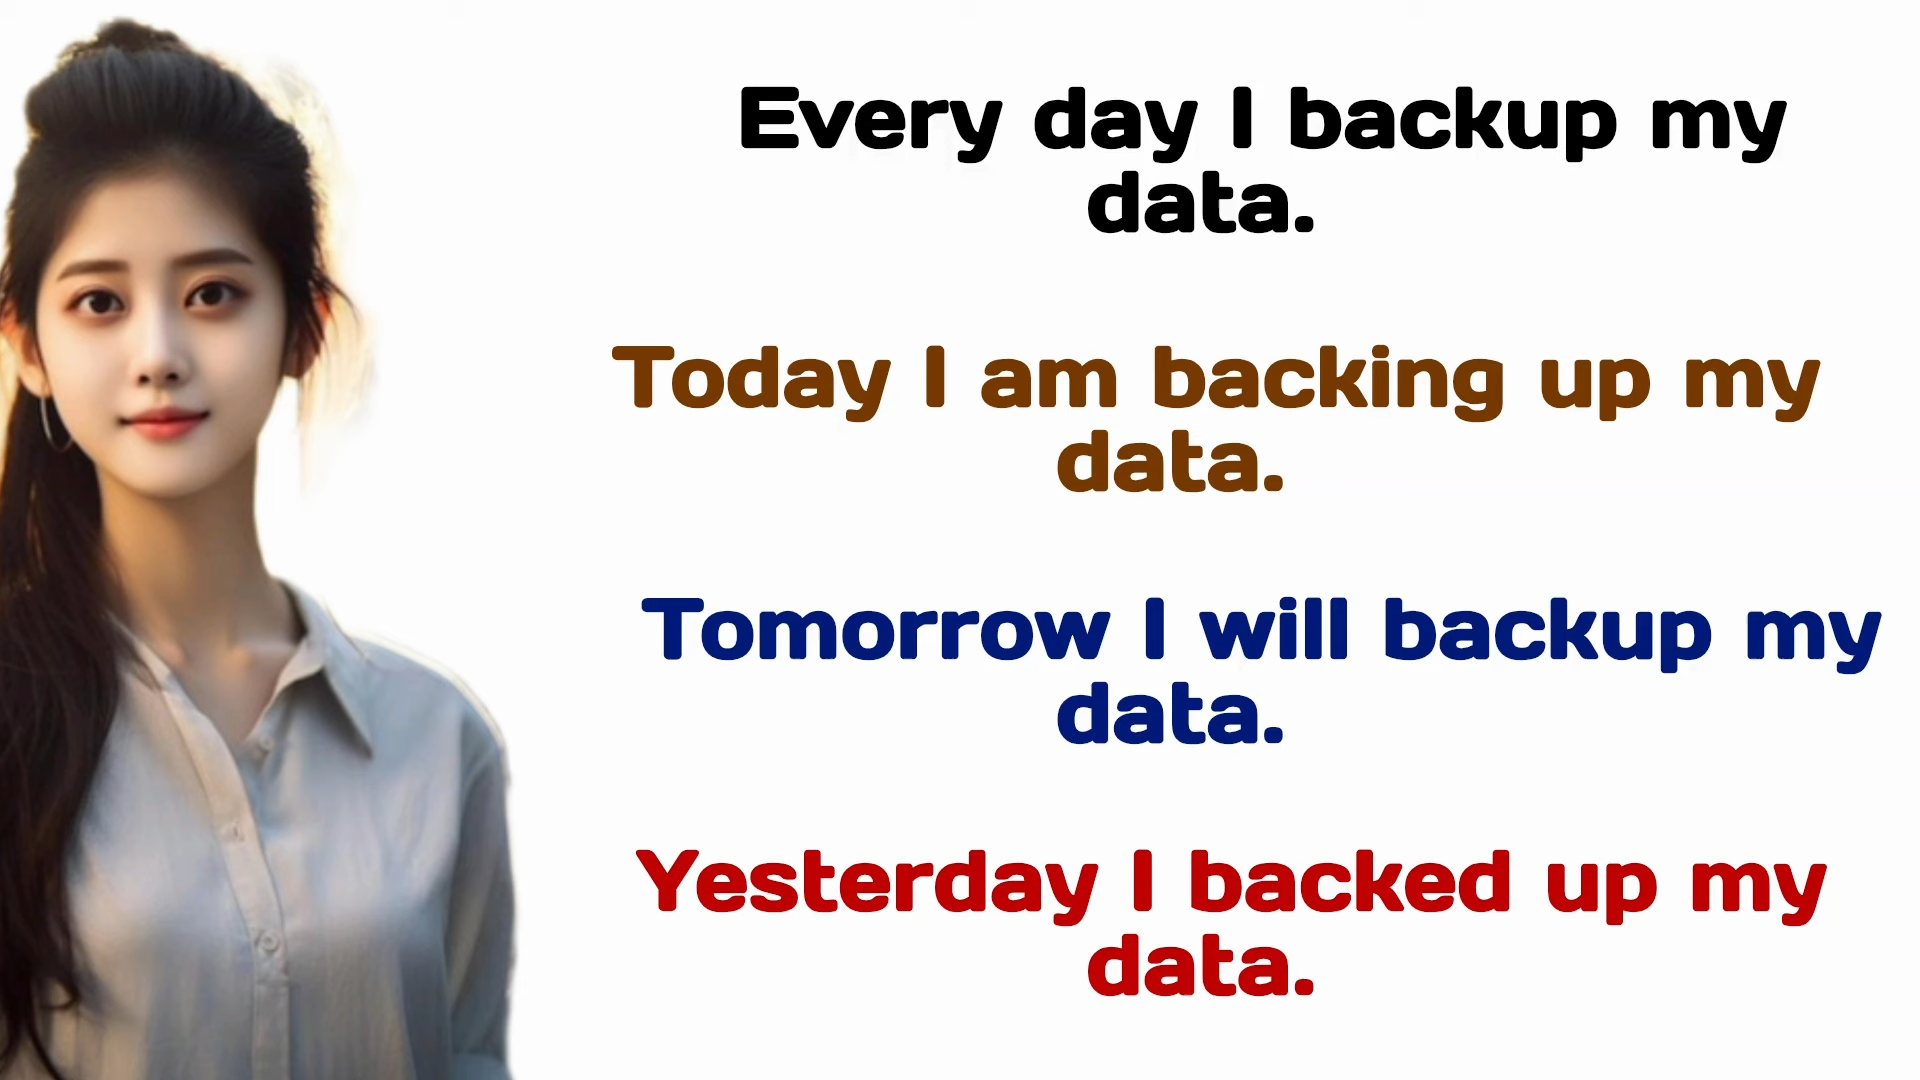 Every day I backup my
data.
Today I am backing up my
data.
Tomorrow I will backup my
data.
Yesterday I backed up my
data.